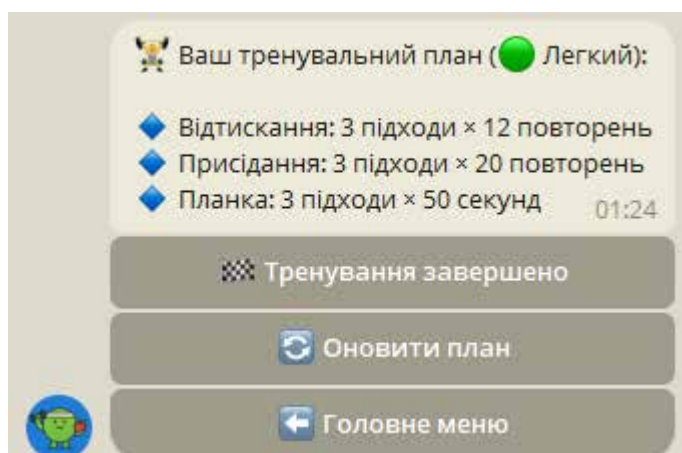 Ваш тренувальний план (🟢 Легкий):
Відтискання: 3 підходи × 12 повторень
Присідання: 3 підходи × 20 повторень
Планка: 3 підходи × 50 секунд
01:24
Тренування завершено
Оновити план
Головне меню